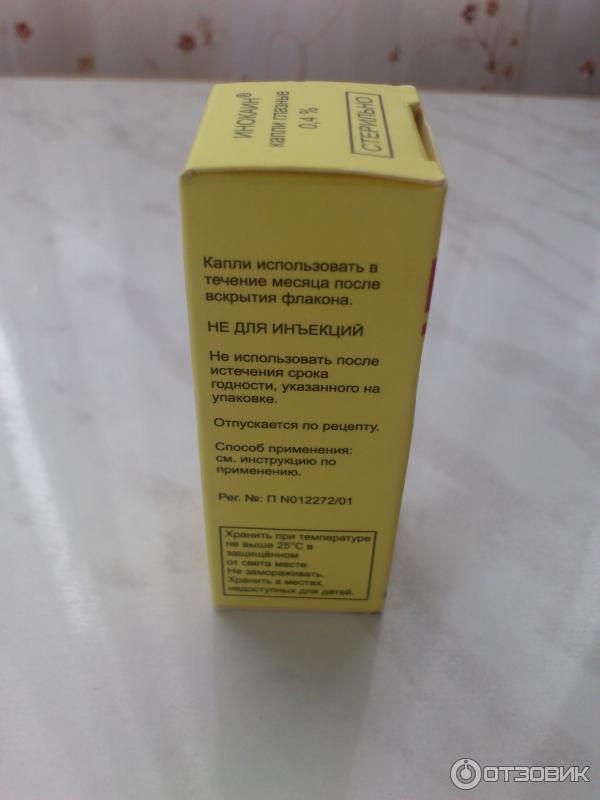 ИНОКАИН®
капли глазные
0,4 %
СТЕРИЛЬНО
Капли использовать в
течение месяца после
вскрытия флакона.
НЕ ДЛЯ ИНЪЕКЦИЙ
Не использовать после
истечения срока
годности, указанного на
упаковке.
Отпускается по рецепту.
Способ применения:
см. инструкцию по
применению.
Рег. №: П N012272/01
Хранить при температуре
не выше 25°С в
защищённом
от света месте.
Не замораживать.
Хранить в местах,
недоступных для детей.
ОТЗОВИК